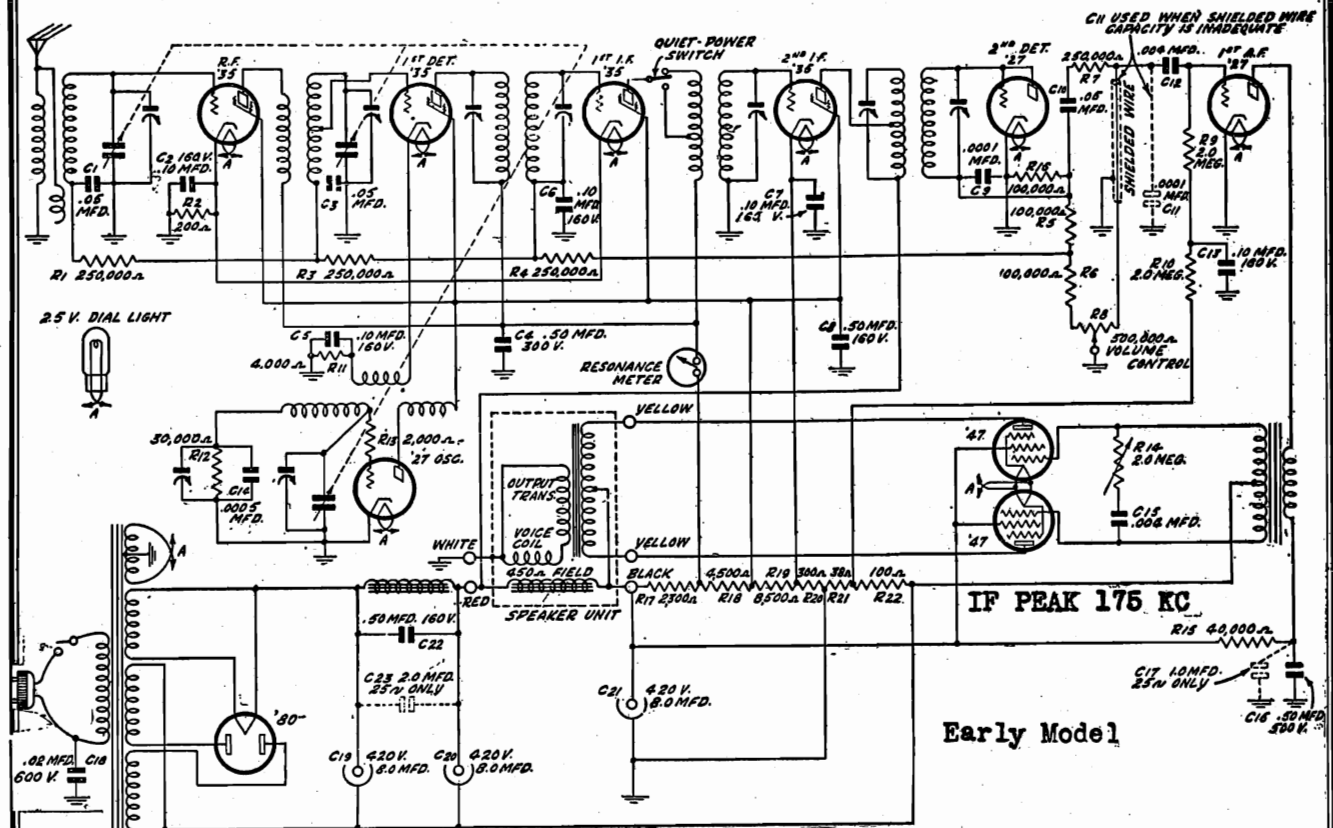 C11 USED WHEN SHIELDED WIRE
CAPACITY IS INADEQUATE
QUIET-POWER
SWITCH
R.F.
'35
1ST DET.
'35
1ST I.F.
'35
2ND I.F.
'35
2ND DET.
'27
250,000Ω
R7
.004 MFD.
C12
1ST A.F.
'27
C10
.05
MFD.
SHIELDED WIRE
R9
2.0
MEG.
C1
.05
MFD.
A
C2 160V.
.10 MFD.
R2
200Ω
A
C3
.05
MFD.
A
C6
.10
MFD.
160V.
A
C7
.10 MFD.
160 V.
.0001
MFD.
C9
A
R16
100,000Ω
100,000Ω
R5
.0001
MFD.
C11
A
R1 250,000Ω
R3 250,000Ω
R4 250,000Ω
100,000Ω
R6
R10
2.0 MEG.
C13
.10 MFD.
160 V.
2.5 V. DIAL LIGHT
A
C5
.10 MFD.
160V.
4,000Ω
R11
C4 .50 MFD.
300 V.
RESONANCE
METER
C8
.50 MFD.
160 V.
R8
500,000Ω
VOLUME
CONTROL
YELLOW
30,000Ω
R12
C14
.0005
MFD.
R13
2,000Ω
'27 OSC.
A
OUTPUT
TRANS.
VOICE
COIL
'47
A
'47
R14
2.0 MEG.
C15
.004 MFD.
WHITE
YELLOW
A
450Ω FIELD
BLACK
RED
SPEAKER UNIT
R17
2300Ω
4,500Ω
R18
R19
8,500Ω
300Ω
R20
38Ω
R21
100Ω
R22
IF PEAK 175 KC
.50 MFD. 160V.
C22
R15 40,000Ω
C23 2.0 MFD.
25~ ONLY
C17 1.0 MFD.
25~ ONLY
C16 .50 MFD
500 V.
C21
420 V.
8.0 MFD.
'80
Early Model
.02 MFD.
600 V.
C18
C19
420V.
8.0 MFD.
C20
420V.
8.0 MFD.